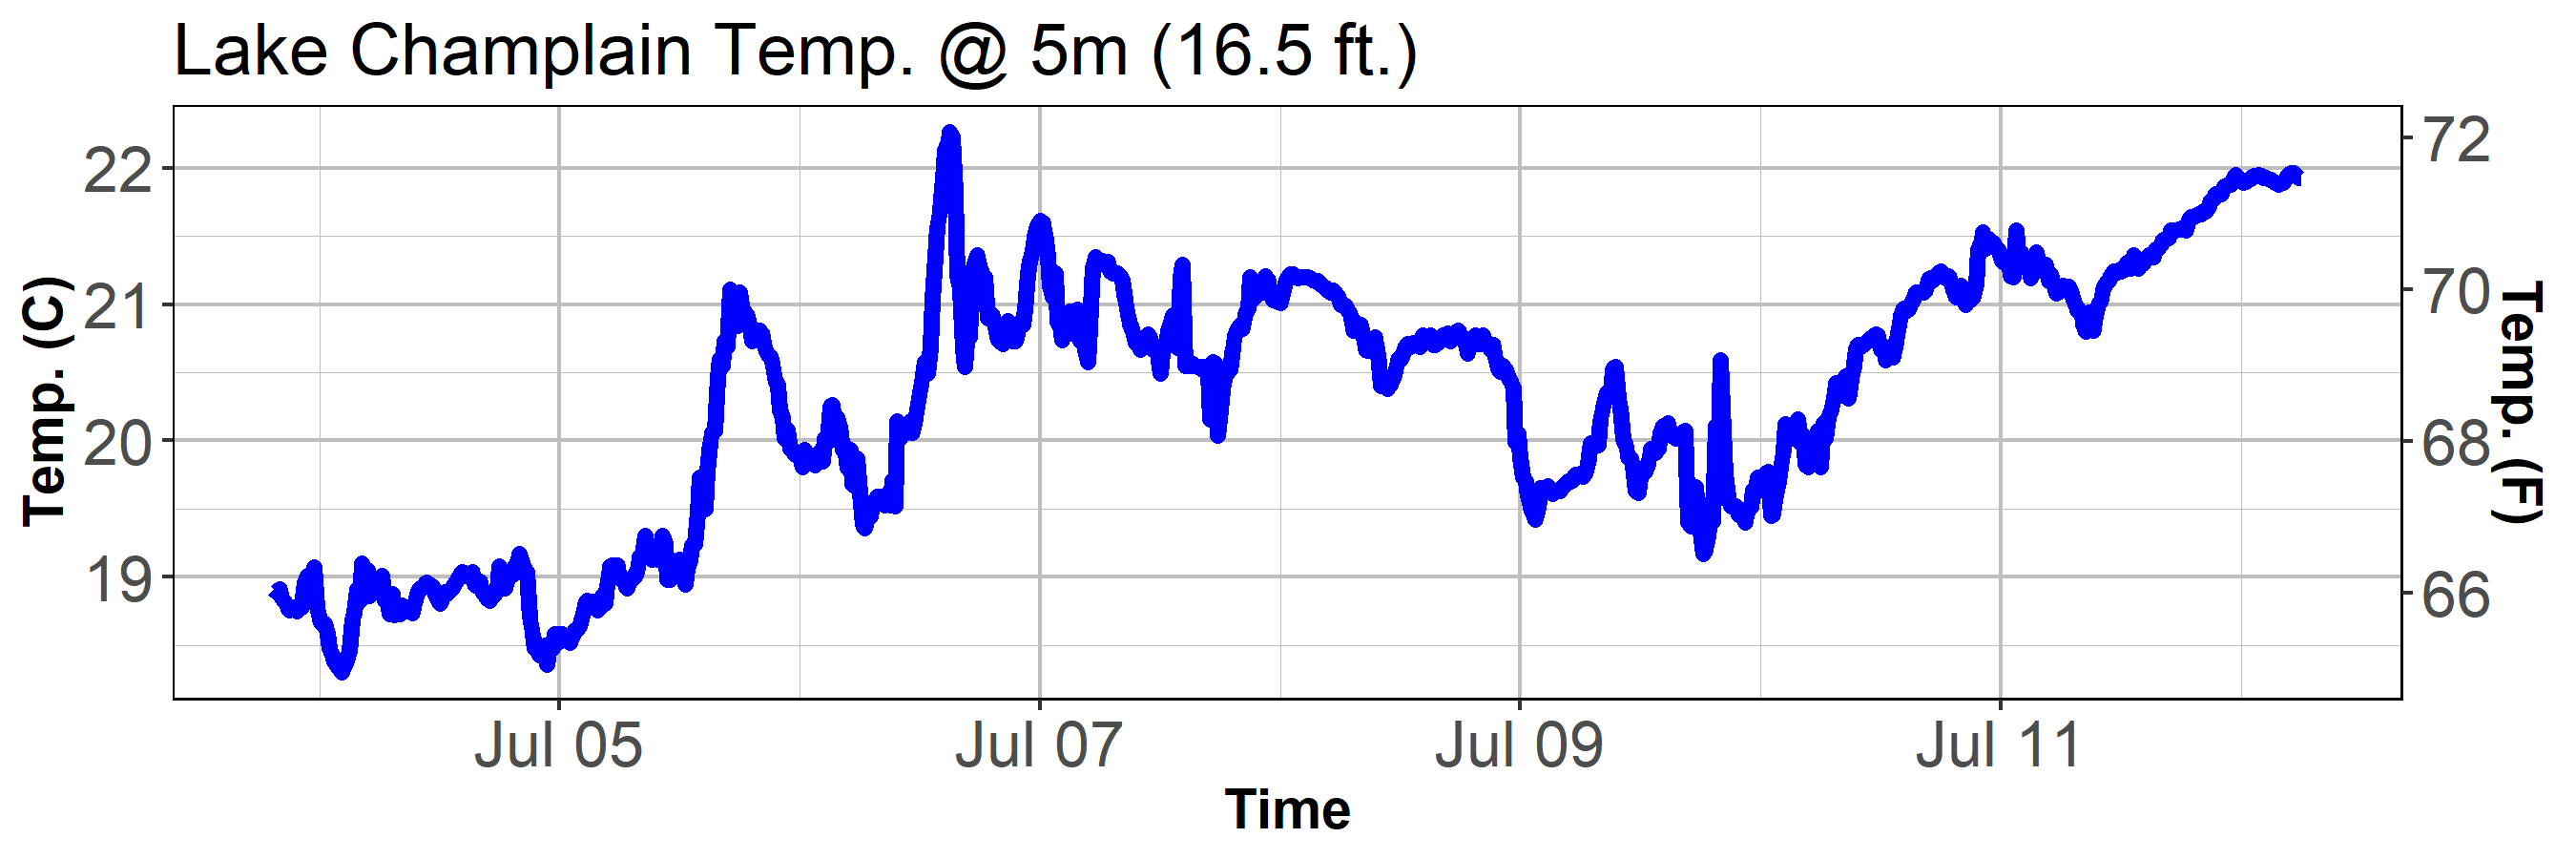 Lake Champlain Temp. @ 5m (16.5 ft.)
Temp. (C)
22
21
20
19
72
70
68
66
Temp. (F)
Jul 05 Jul 07 Jul 09 Jul 11
Time